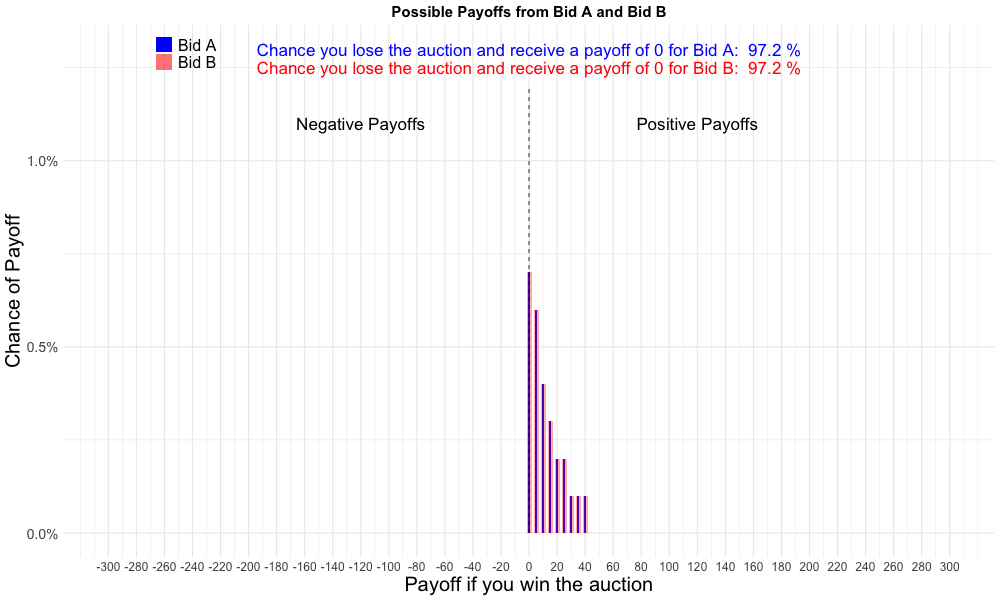 Possible Payoffs from Bid A and Bid B
Bid A
Bid B
Chance you lose the auction and receive a payoff of 0 for Bid A:  97.2 %
Chance you lose the auction and receive a payoff of 0 for Bid B:  97.2 %
Negative Payoffs
Positive Payoffs
Chance of Payoff
1.0%
0.5%
0.0%
-300 -280 -260 -240 -220 -200 -180 -160 -140 -120 -100 -80 -60 -40 -20 0 20 40 60 80 100 120 140 160 180 200 220 240 260 280 300
Payoff if you win the auction